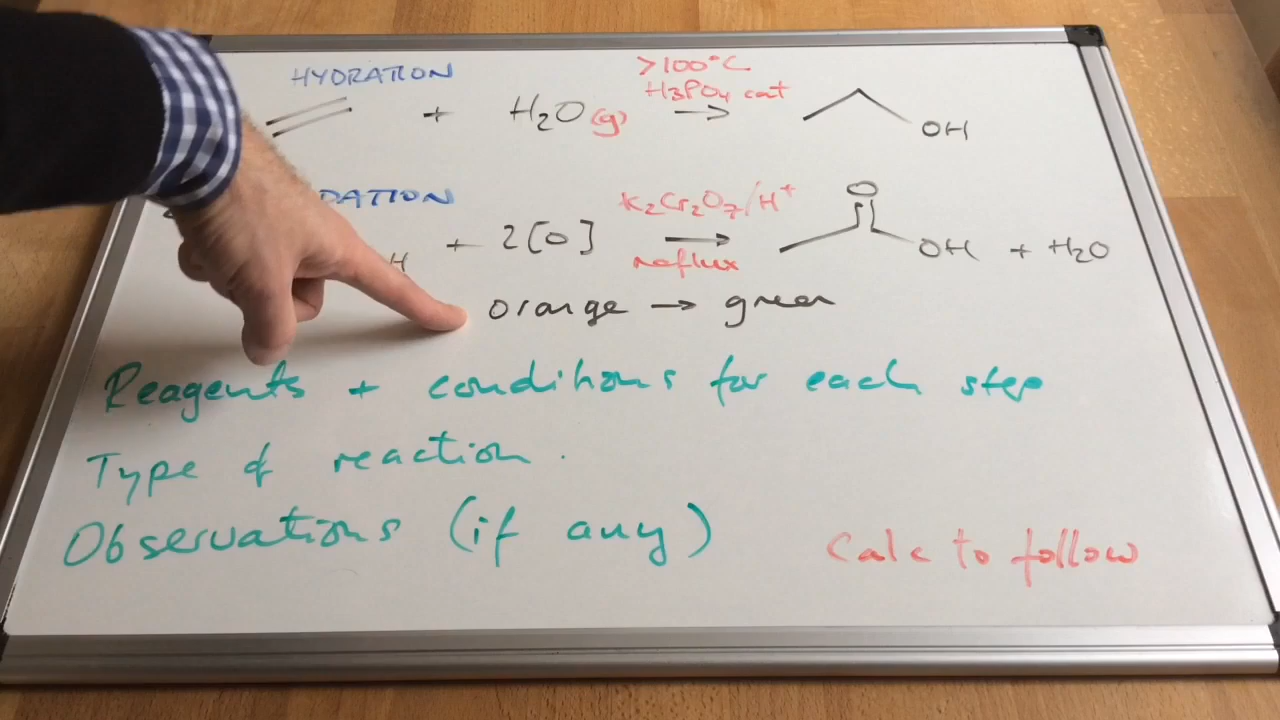 HYDRATION
>100°C
H3PO4 cat
+ H2O(g) → OH
DATION
K2Cr2O7/H+
O
H + 2[O] → OH + H2O
reflux
orange → green
Reagents + conditions for each step
Type of reaction.
Observations (if any)
Calc to follow